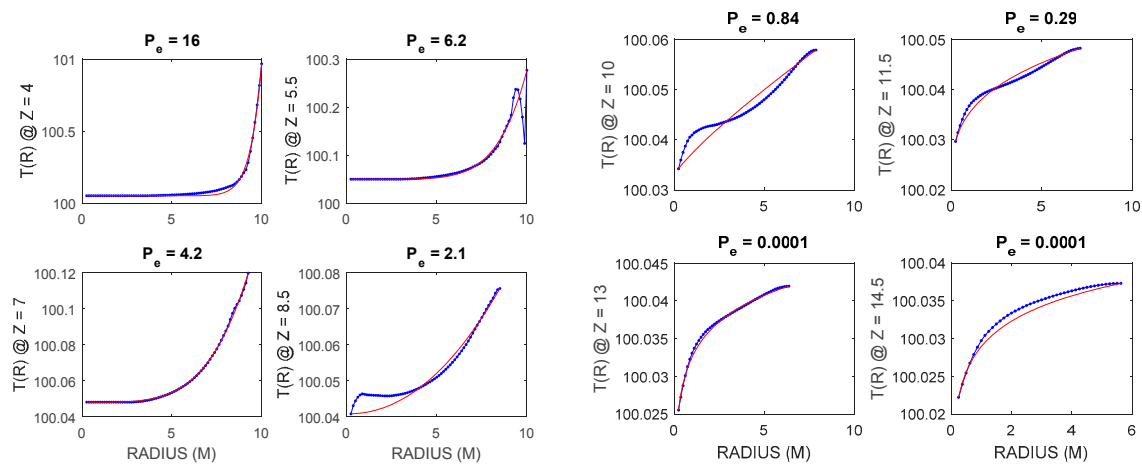 P_e = 16
T(R) @ Z = 4
101
100.5
100
0 5 10
P_e = 6.2
T(R) @ Z = 5.5
100.3
100.2
100.1
100
0 5 10
P_e = 4.2
T(R) @ Z = 7
100.12
100.1
100.08
100.06
100.04
0 5 10
RADIUS (M)
P_e = 2.1
T(R) @ Z = 8.5
100.08
100.07
100.06
100.05
100.04
0 5 10
RADIUS (M)
P_e = 0.84
T(R) @ Z = 10
100.06
100.05
100.04
100.03
0 5 10
P_e = 0.29
T(R) @ Z = 11.5
100.05
100.04
100.03
100.02
0 5 10
P_e = 0.0001
T(R) @ Z = 13
100.045
100.04
100.035
100.03
100.025
0 5 10
RADIUS (M)
P_e = 0.0001
T(R) @ Z = 14.5
100.04
100.035
100.03
100.025
100.02
0 2 4 6
RADIUS (M)